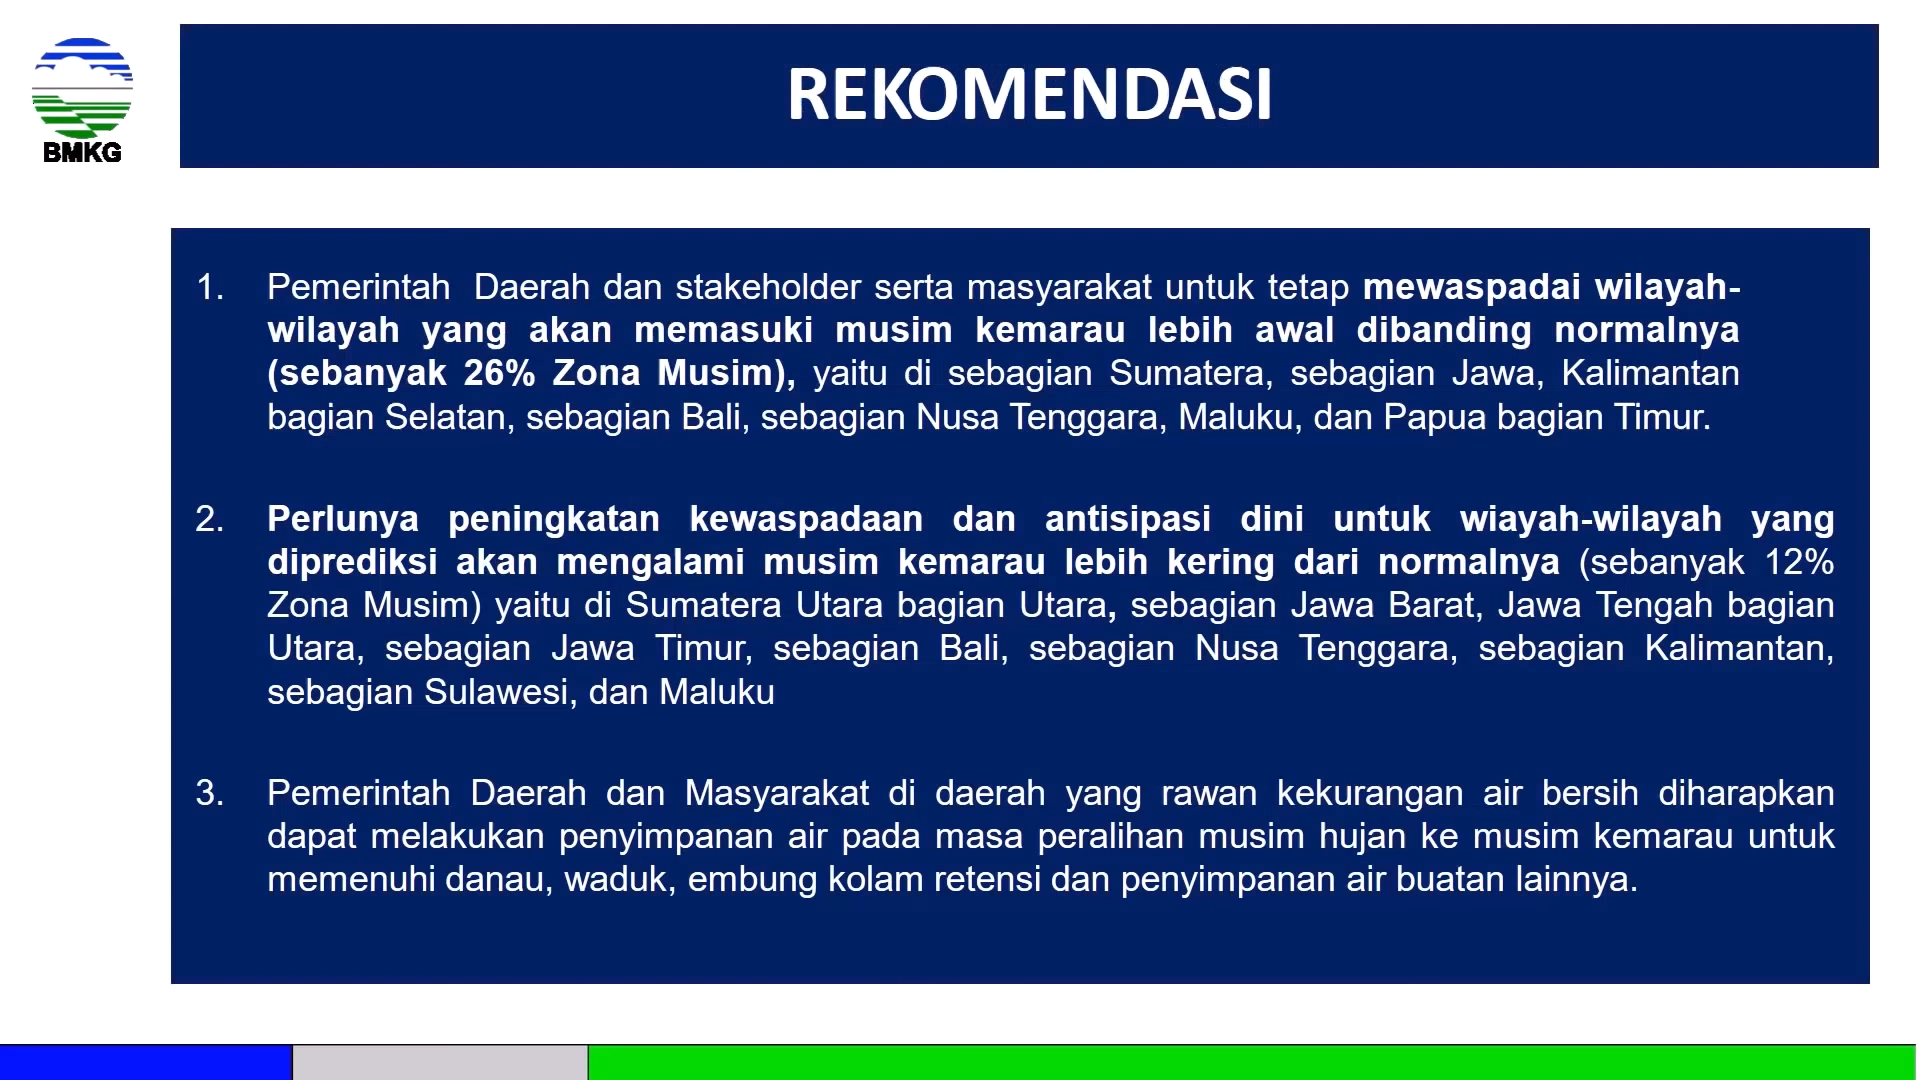 BMKG
REKOMENDASI
1. Pemerintah Daerah dan stakeholder serta masyarakat untuk tetap mewaspadai wilayah-
wilayah yang akan memasuki musim kemarau lebih awal dibanding normalnya
(sebanyak 26% Zona Musim), yaitu di sebagian Sumatera, sebagian Jawa, Kalimantan
bagian Selatan, sebagian Bali, sebagian Nusa Tenggara, Maluku, dan Papua bagian Timur.
2. Perlunya peningkatan kewaspadaan dan antisipasi dini untuk wiayah-wilayah yang
diprediksi akan mengalami musim kemarau lebih kering dari normalnya (sebanyak 12%
Zona Musim) yaitu di Sumatera Utara bagian Utara, sebagian Jawa Barat, Jawa Tengah bagian
Utara, sebagian Jawa Timur, sebagian Bali, sebagian Nusa Tenggara, sebagian Kalimantan,
sebagian Sulawesi, dan Maluku
3. Pemerintah Daerah dan Masyarakat di daerah yang rawan kekurangan air bersih diharapkan
dapat melakukan penyimpanan air pada masa peralihan musim hujan ke musim kemarau untuk
memenuhi danau, waduk, embung kolam retensi dan penyimpanan air buatan lainnya.